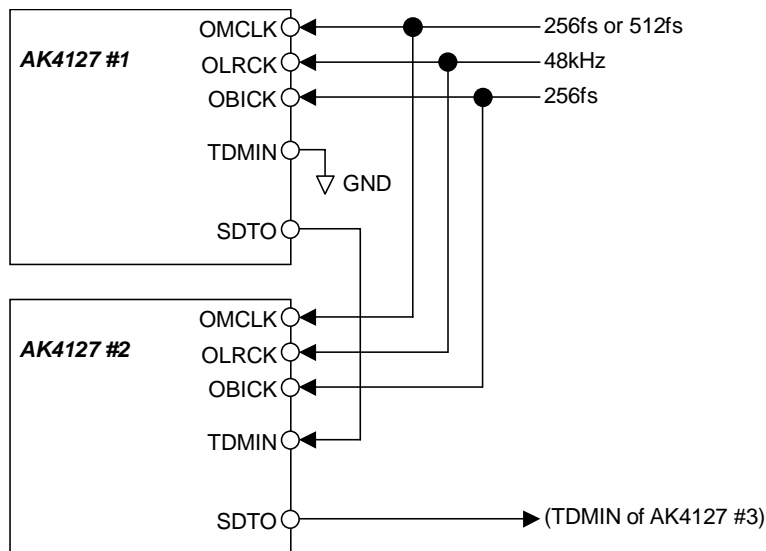 OMCLK 256fs or 512fs
AK4127 #1
OLRCK 48kHz
OBICK 256fs
TDMIN
GND
SDTO
OMCLK
AK4127 #2
OLRCK
OBICK
TDMIN
SDTO (TDMIN of AK4127 #3)